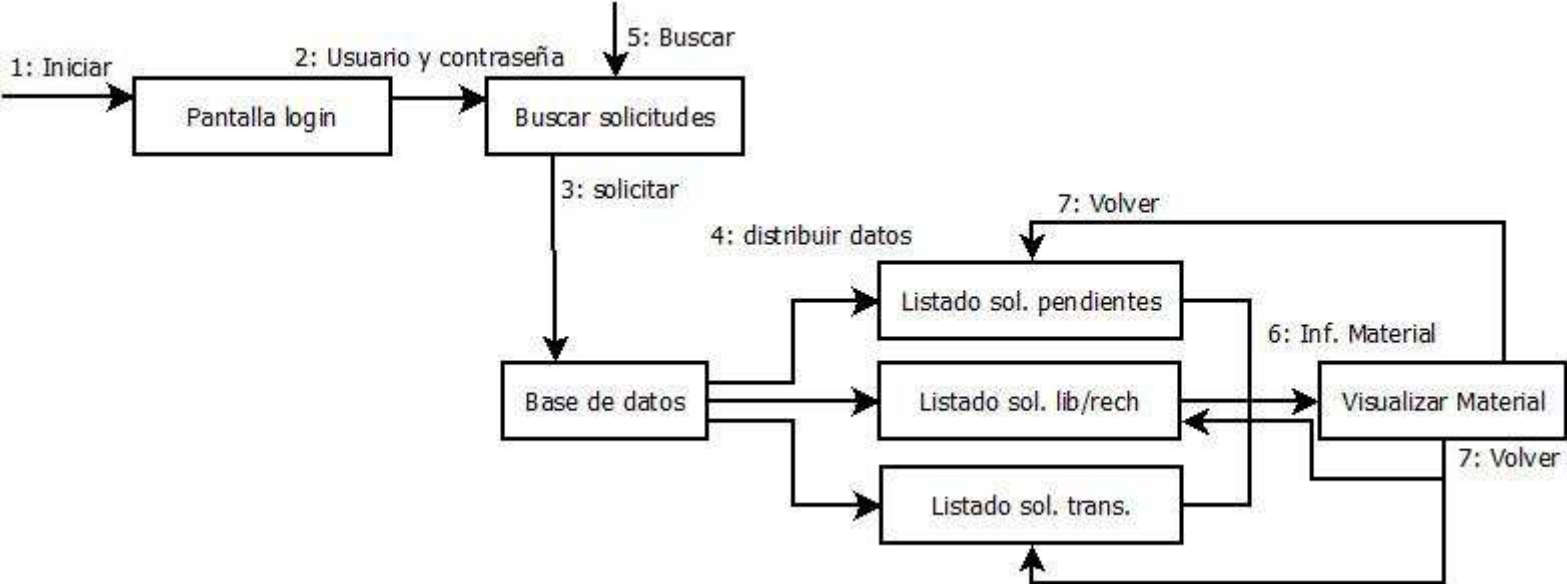 5: Buscar
1: Iniciar
2: Usuario y contraseña
Pantalla login
Buscar solicitudes
3: solicitar
7: Volver
4: distribuir datos
Listado sol. pendientes
6: Inf. Material
Base de datos
Listado sol. lib/rech
Visualizar Material
7: Volver
Listado sol. trans.